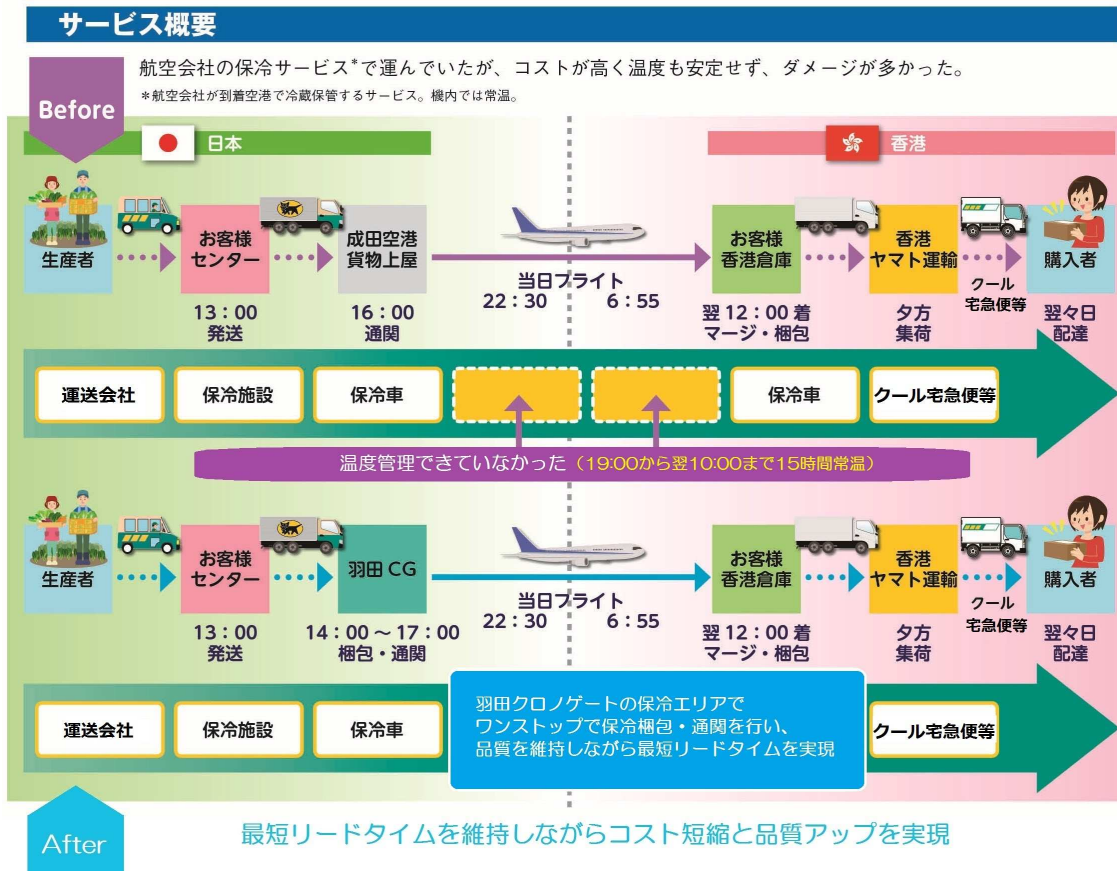 サービス概要
Before
航空会社の保冷サービス*で運んでいたが、コストが高く温度も安定せず、ダメージが多かった。
*航空会社が到着空港で冷蔵保管するサービス。機内では常温。
日本
香港
生産者
お客様
センター
13：00
発送
成田空港
貨物上屋
16：00
通関
当日フライト
22：30
6：55
お客様
香港倉庫
翌12：00着
マージ・梱包
香港
ヤマト運輸
夕方
集荷
クール
宅急便等
購入者
翌々日
配達
運送会社
保冷施設
保冷車
保冷車
クール宅急便等
温度管理できていなかった（19:00から翌10:00まで15時間常温）
生産者
お客様
センター
13：00
発送
羽田 CG
14：00～17：00
梱包・通関
当日フライト
22：30
6：55
お客様
香港倉庫
翌12：00着
マージ・梱包
香港
ヤマト運輸
夕方
集荷
クール
宅急便等
購入者
翌々日
配達
運送会社
保冷施設
保冷車
羽田クロノゲートの保冷エリアで
ワンストップで保冷梱包・通関を行い、
品質を維持しながら最短リードタイムを実現
クール宅急便等
After
最短リードタイムを維持しながらコスト短縮と品質アップを実現